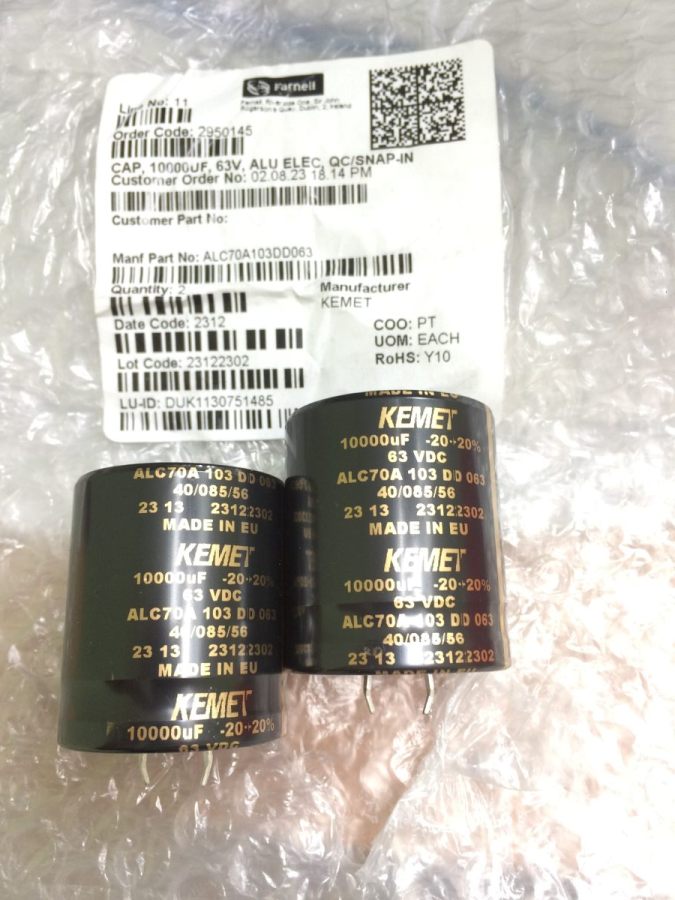 Farnell
Line No: 11
Order Code: 2950145
CAP, 10000UF, 63V, ALU ELEC, QC/SNAP-IN
Customer Order No: 02.08.23 18.14 PM
Customer Part No:
Manf Part No: ALC70A103DD063
Quantity: 2
Manufacturer
KEMET
Date Code: 2312
COO: PT
UOM: EACH
Lot Code: 23122302
RoHS: Y10
LU-ID: DUK1130751485
ALC70A 103 DD 063
40/085/56
23 13 23122302
MADE IN EU
KEMET
10000uF -20+20%
63 VDC
ALC70A 103 DD 063
40/085/56
23 13 23122302
MADE IN EU
KEMET
10000uF -20+20%
63 VDC
MADE IN EU
KEMET
10000uF -20+20%
63 VDC
ALC70A 103 DD 063
40/085/56
23 13 23122302
MADE IN EU
KEMET
10000uF -20+20%
63 VDC
ALC70A 103 DD 063
40/085/56
23 13 23122302
MADE IN EU